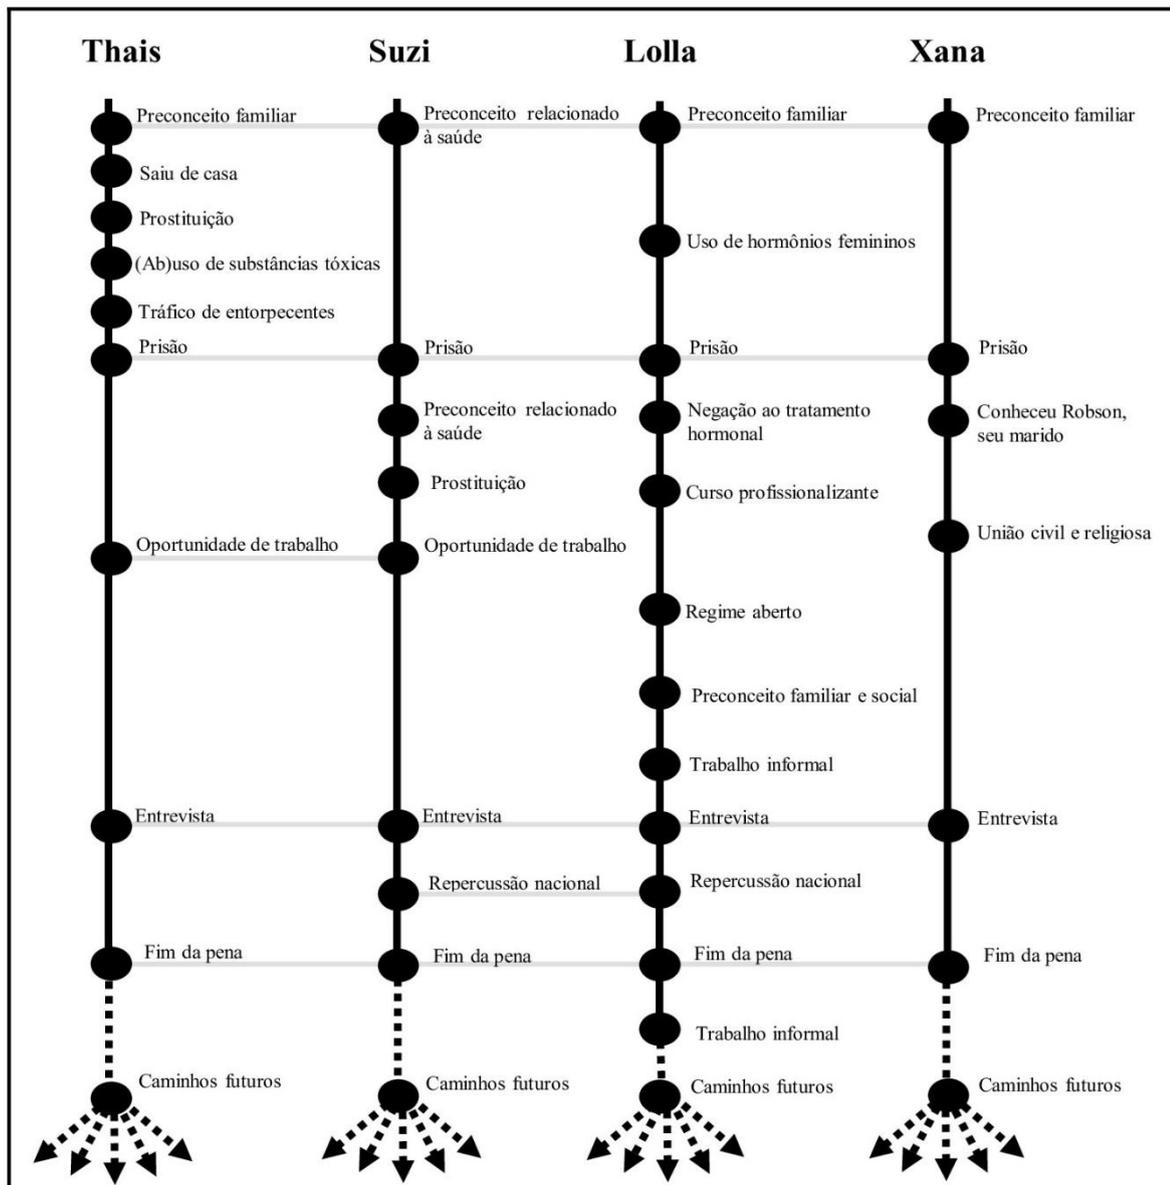 Thais
Preconceito familiar
Saiu de casa
Prostituição
(Ab)uso de substâncias tóxicas
Tráfico de entorpecentes
Prisão
Oportunidade de trabalho
Entrevista
Fim da pena
Caminhos futuros
Suzi
Preconceito relacionado
à saúde
Prisão
Preconceito relacionado
à saúde
Prostituição
Oportunidade de trabalho
Entrevista
Repercussão nacional
Fim da pena
Caminhos futuros
Lolla
Preconceito familiar
Uso de hormônios femininos
Prisão
Negação ao tratamento
hormonal
Curso profissionalizante
Regime aberto
Preconceito familiar e social
Trabalho informal
Entrevista
Repercussão nacional
Fim da pena
Trabalho informal
Caminhos futuros
Xana
Preconceito familiar
Prisão
Conheceu Robson,
seu marido
União civil e religiosa
Entrevista
Fim da pena
Caminhos futuros